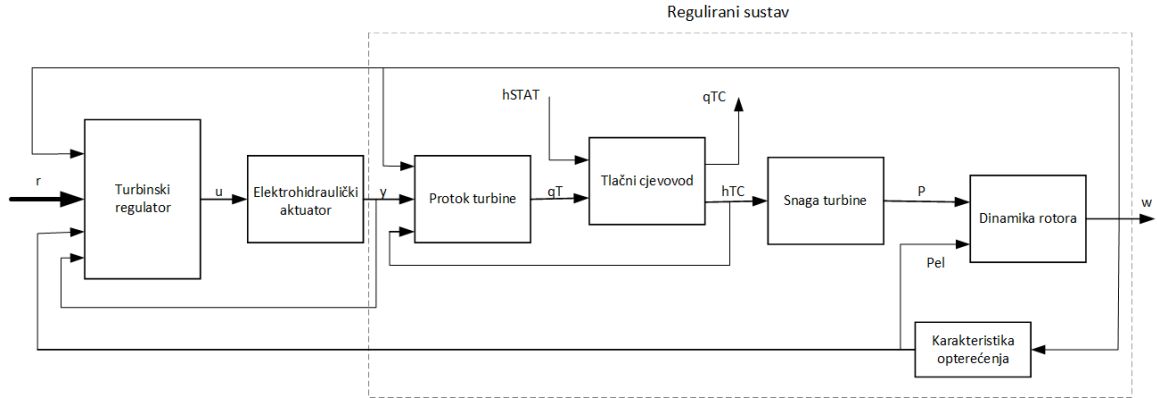 Regulirani sustav
hSTAT
qTC
r
Turbinski
regulator
u
Elektrohidraulički
aktuator
y
Protok turbine
qT
Tlačni cjevovod
hTC
Snaga turbine
P
Dinamika rotora
w
Pel
Karakteristika
opterećenja